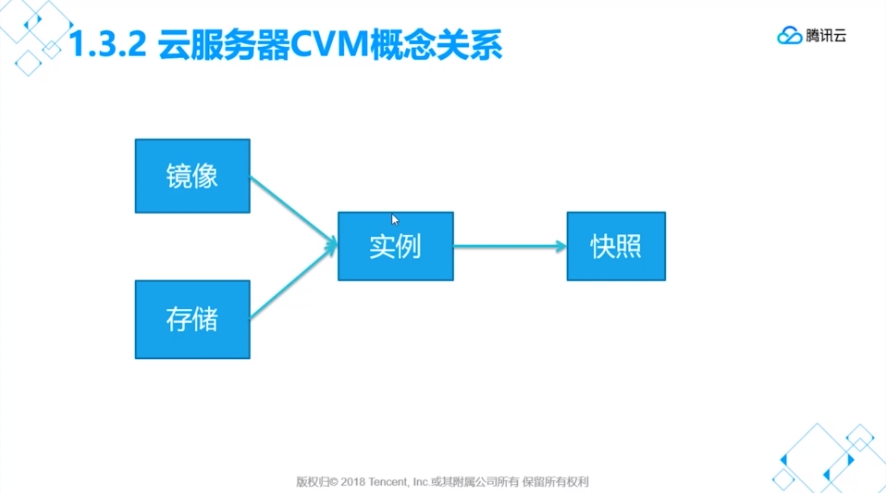 1.3.2 云服务器CVM概念关系
腾讯云
镜像
实例
快照
存储
版权归© 2018 Tencent, Inc.或其附属公司所有 保留所有权利